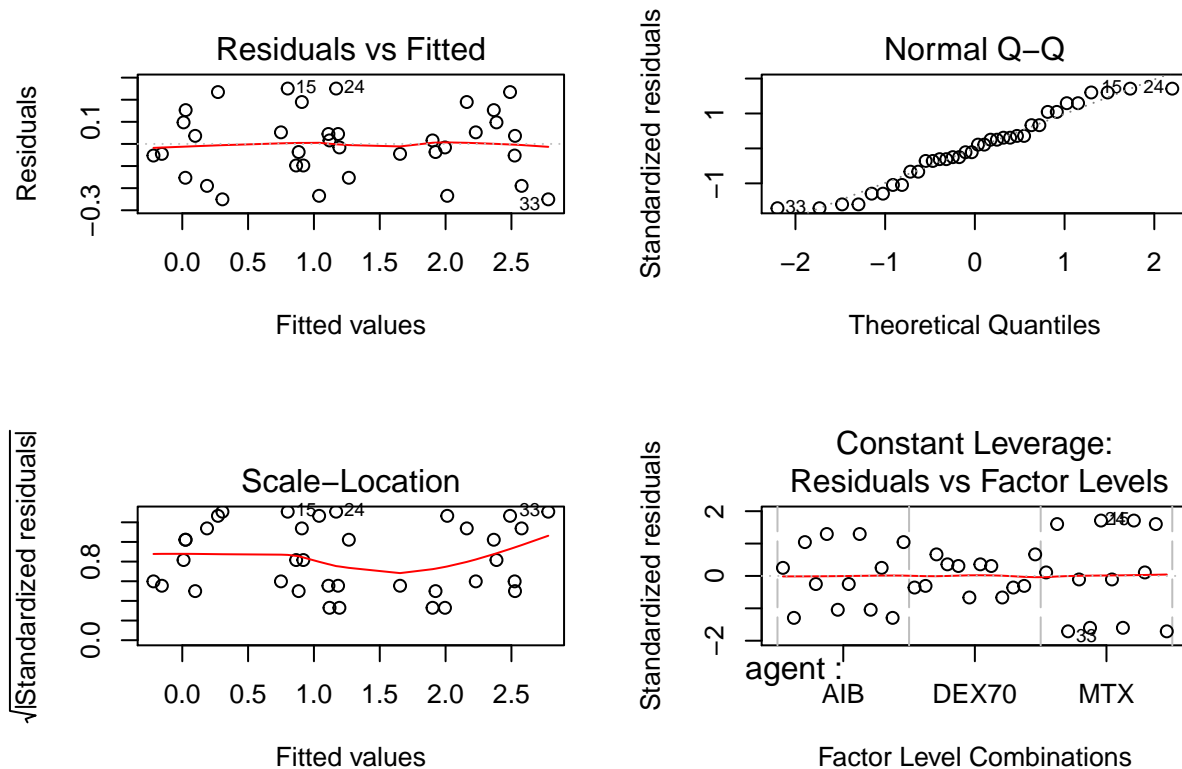 Residuals vs Fitted
Residuals
0.1
−0.3
15
24
33
0.0 0.5 1.0 1.5 2.0 2.5
Fitted values
Normal Q−Q
Standardized residuals
1
−1
15
24
33
−2 −1 0 1 2
Theoretical Quantiles
Scale−Location
√|Standardized residuals|
0.8
0.0
15
24
33
0.0 0.5 1.0 1.5 2.0 2.5
Fitted values
Constant Leverage:
Residuals vs Factor Levels
Standardized residuals
2
0
−2
33
agent :
AIB DEX70 MTX
Factor Level Combinations